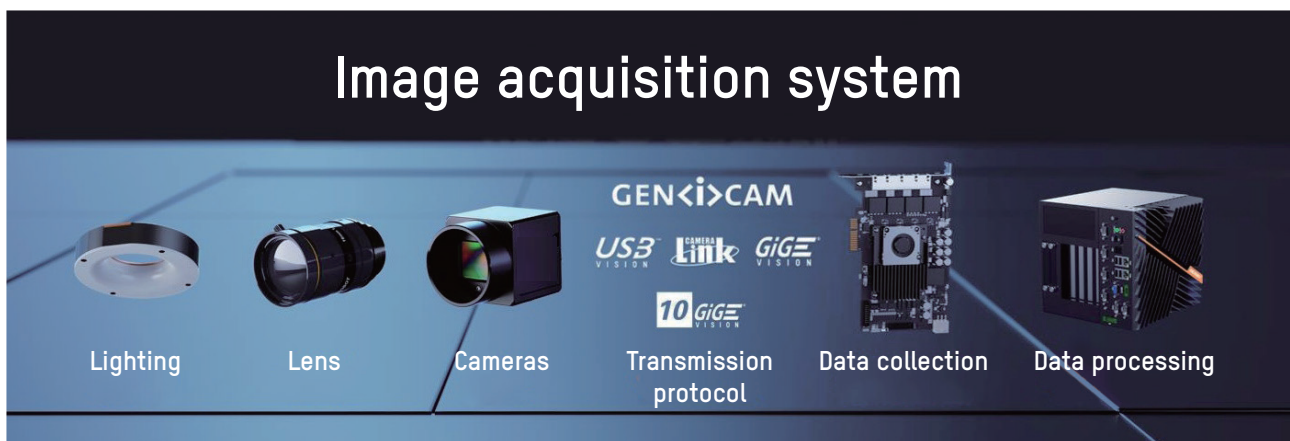 Image acquisition system
GEN<i>CAM
USB VISION
CAMERA Link
GiGE VISION
10 GiGE VISION
Lighting
Lens
Cameras
Transmission protocol
Data collection
Data processing